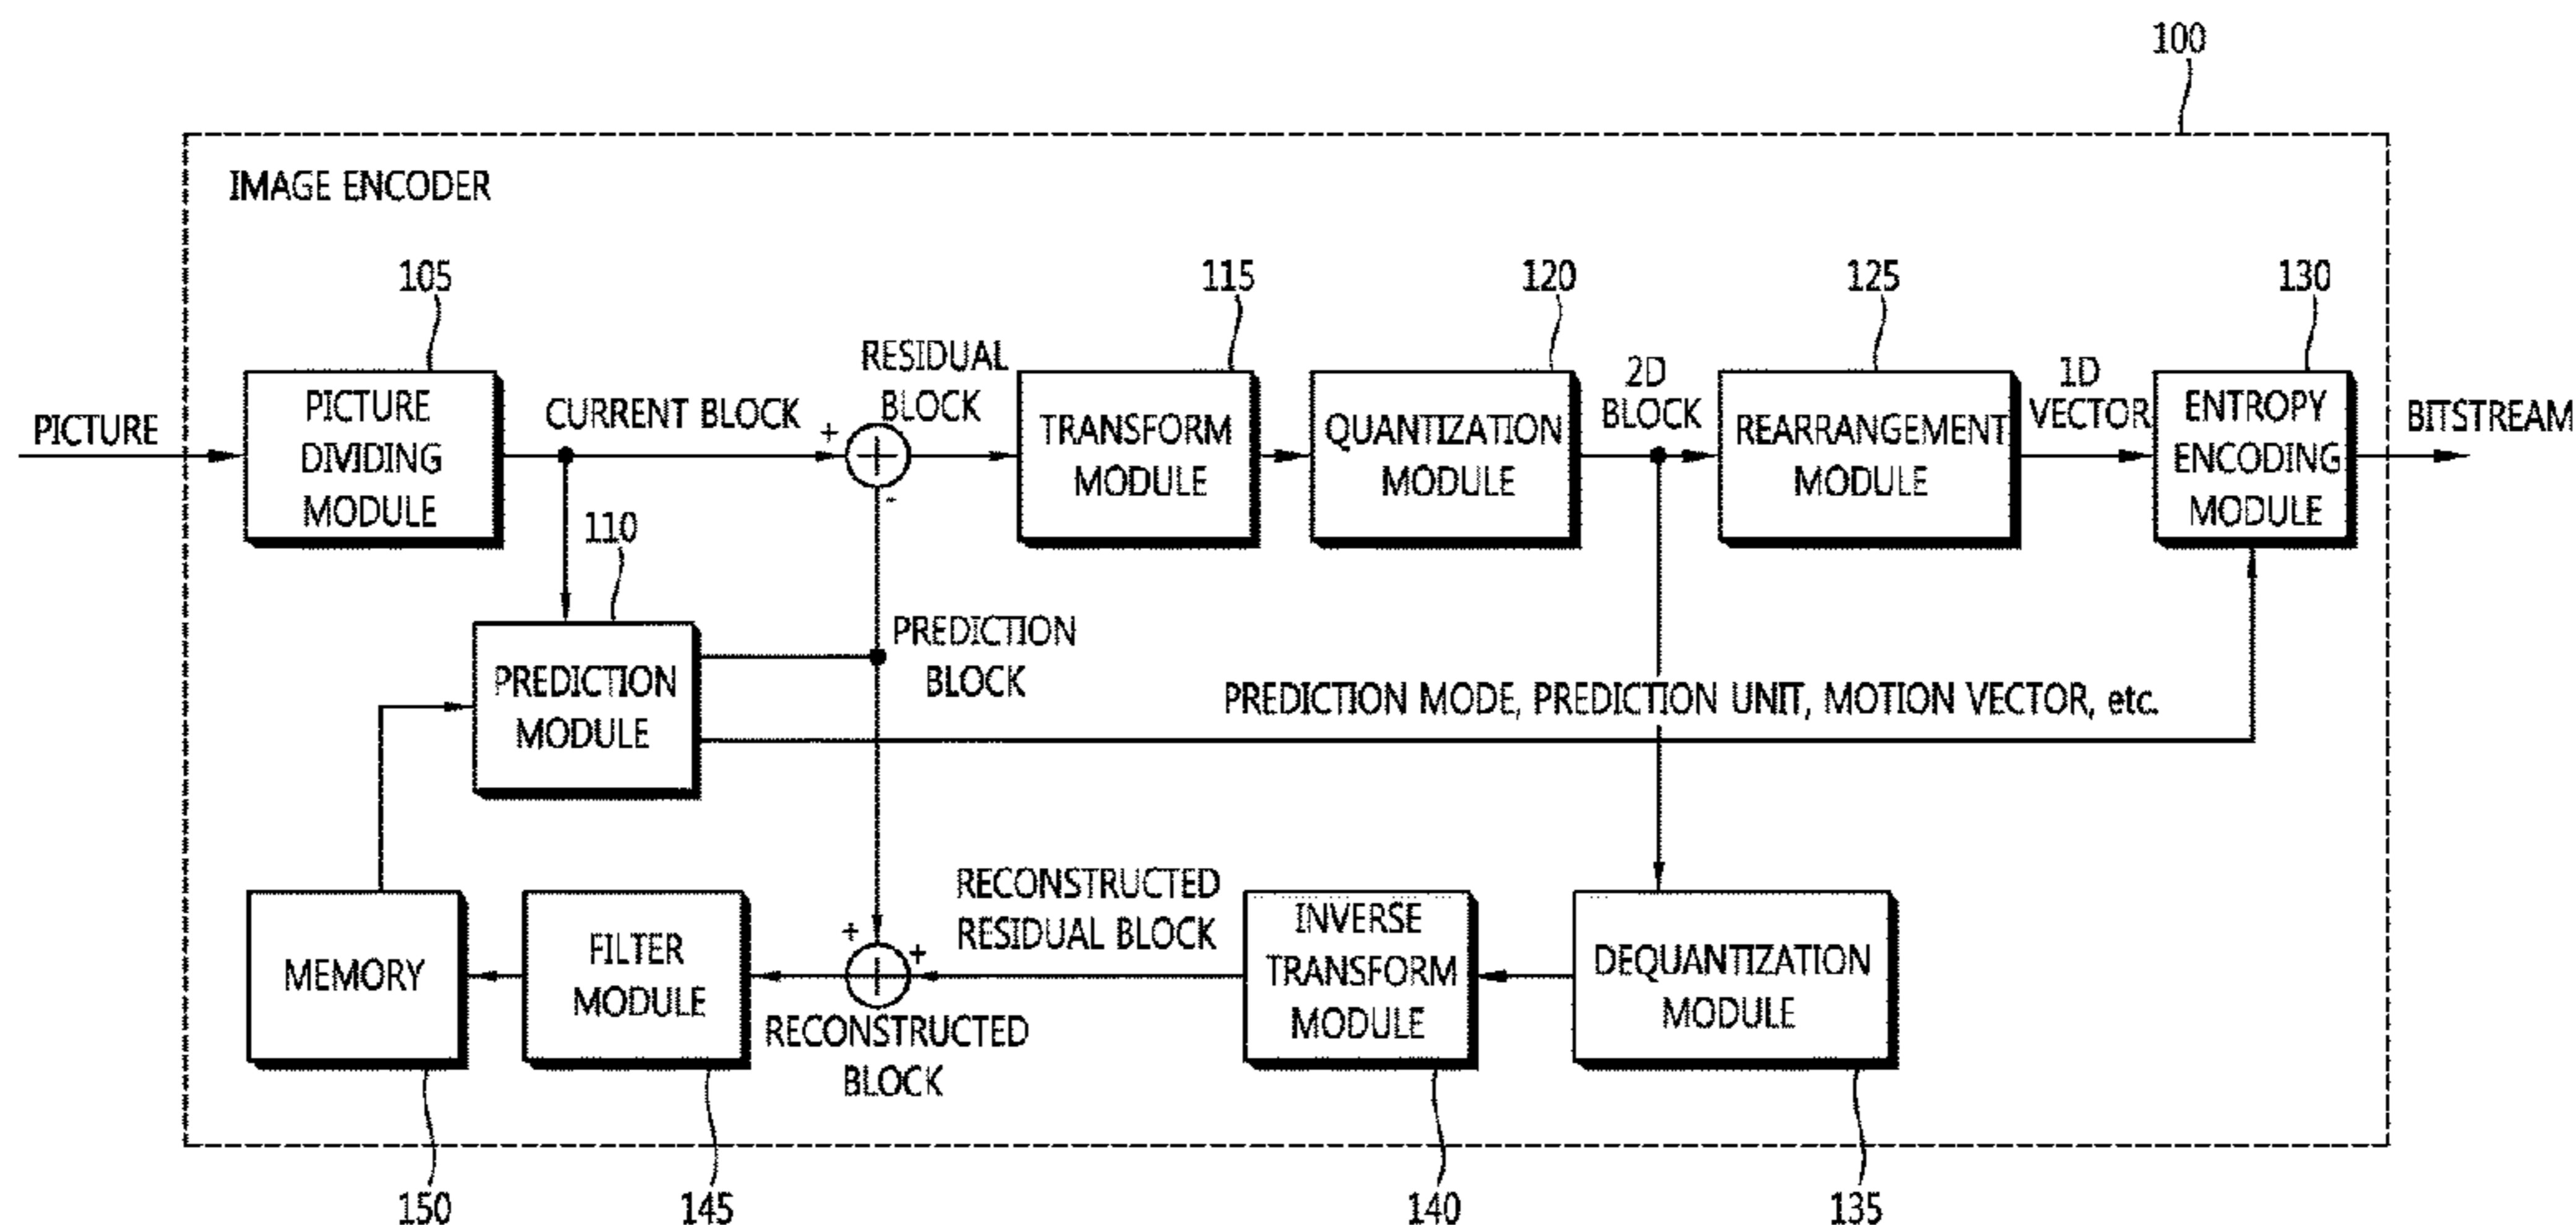 100
IMAGE ENCODER
105
115
120
125
130
PICTURE
PICTURE
DIVIDING
MODULE
CURRENT BLOCK
+
-
RESIDUAL
BLOCK
TRANSFORM
MODULE
QUANTIZATION
MODULE
2D
BLOCK
REARRANGEMENT
MODULE
1D
VECTOR
ENTROPY
ENCODING
MODULE
BITSTREAM
110
PREDICTION
MODULE
PREDICTION
BLOCK
PREDICTION MODE, PREDICTION UNIT, MOTION VECTOR, etc.
MEMORY
FILTER
MODULE
+
+
RECONSTRUCTED
BLOCK
RECONSTRUCTED
RESIDUAL BLOCK
INVERSE
TRANSFORM
MODULE
DEQUANTIZATION
MODULE
150
145
140
135